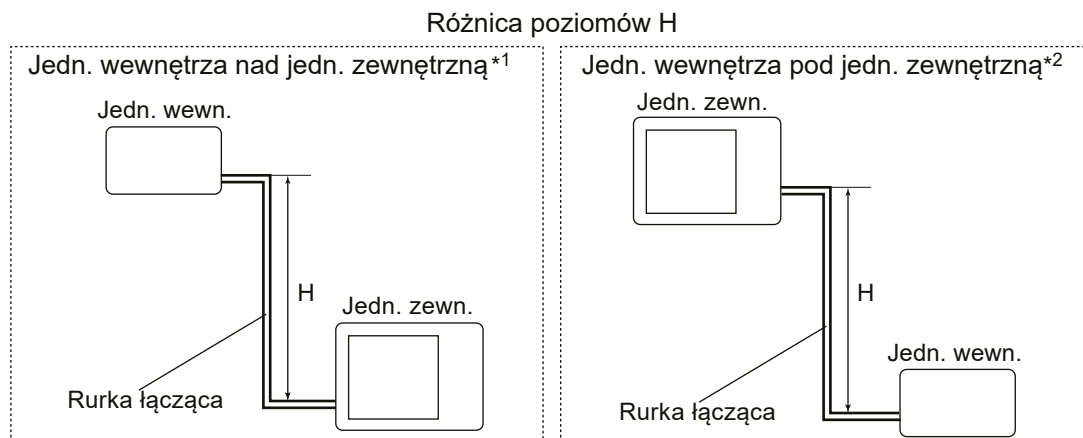 Różnica poziomów H
Jedn. wewnętrza nad jedn. zewnętrzną*1
Jedn. wewn.
H
Jedn. zewn.
Rurka łącząca
Jedn. wewnętrza pod jedn. zewnętrzną*2
Jedn. zewn.
H
Jedn. wewn.
Rurka łącząca